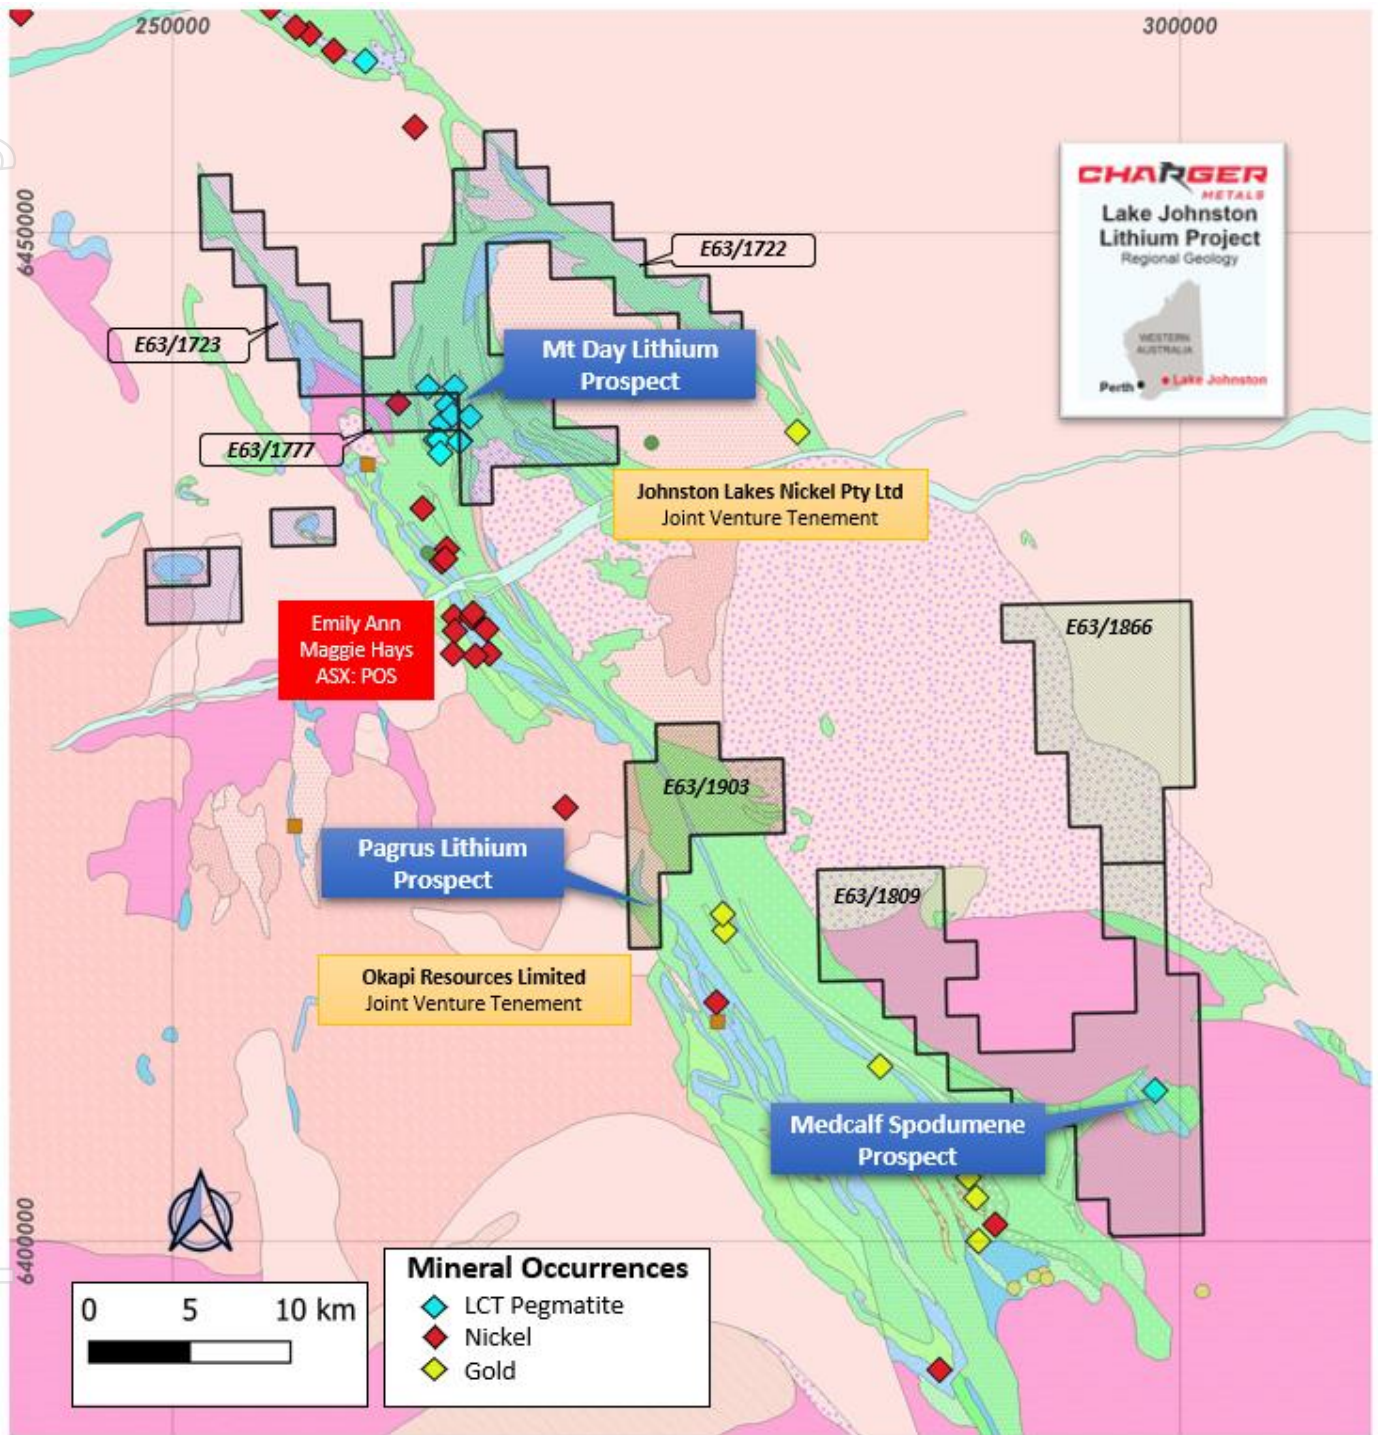 250000
300000
6450000
CHARGER
METALS
Lake Johnston
Lithium Project
Regional Geology
WESTERN
AUSTRALIA
Perth
Lake Johnston
E63/1722
E63/1723
Mt Day Lithium
Prospect
E63/1777
Johnston Lakes Nickel Pty Ltd
Joint Venture Tenement
Emily Ann
Maggie Hays
ASX: POS
E63/1866
E63/1903
Pagrus Lithium
Prospect
E63/1809
Okapi Resources Limited
Joint Venture Tenement
Medcalf Spodumene
Prospect
6400000
Mineral Occurrences
LCT Pegmatite
Nickel
Gold
0 5 10 km